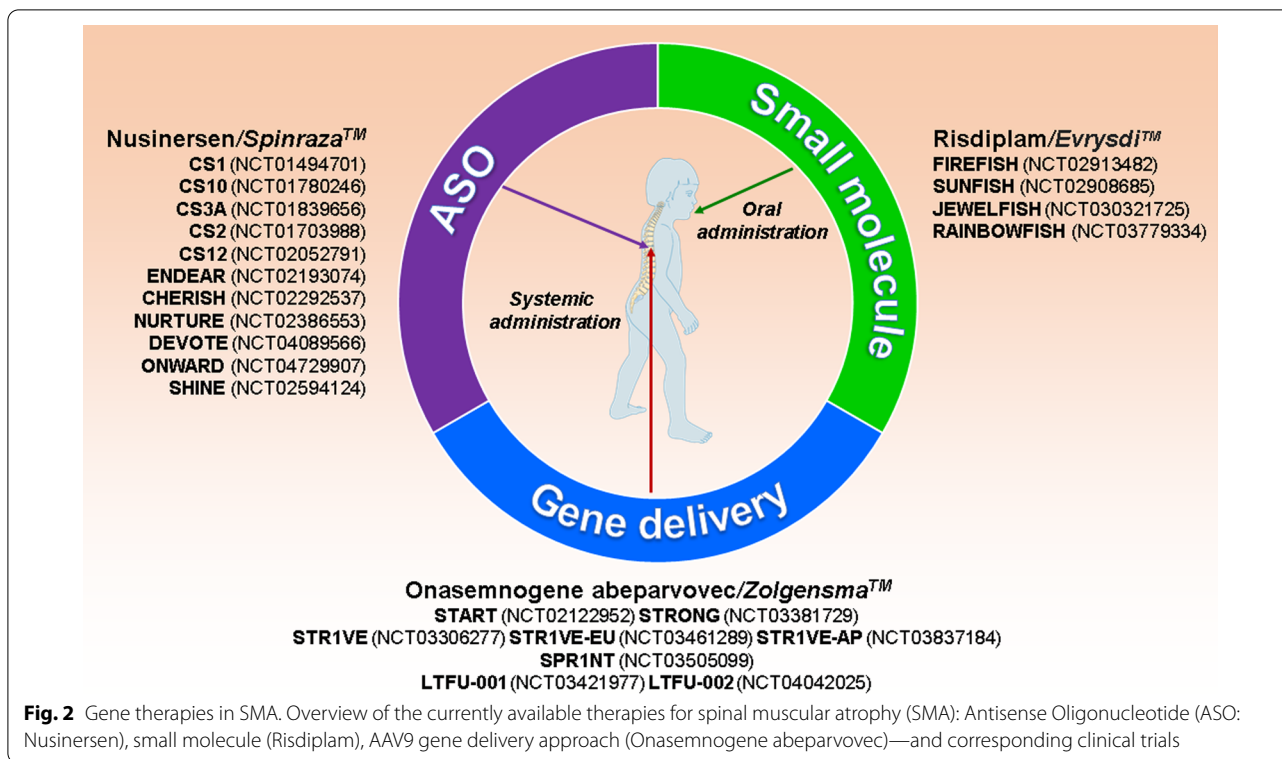 ASO
Small molecule
Gene delivery
Nusinersen/Spinraza™
CS1 (NCT01494701)
CS10 (NCT01780246)
CS3A (NCT01839656)
CS2 (NCT01703988)
CS12 (NCT02052791)
ENDEAR (NCT02193074)
CHERISH (NCT02292537)
NURTURE (NCT02386553)
DEVOTE (NCT04089566)
ONWARD (NCT04729907)
SHINE (NCT02594124)
Oral
administration
Systemic
administration
Risdiplam/Evrysdi™
FIREFISH (NCT02913482)
SUNFISH (NCT02908685)
JEWELFISH (NCT030321725)
RAINBOWFISH (NCT03779334)
Onasemnogene abeparvovec/Zolgensma™
START (NCT02122952) STRONG (NCT03381729)
STR1VE (NCT03306277) STR1VE-EU (NCT03461289) STR1VE-AP (NCT03837184)
SPR1NT (NCT03505099)
LTFU-001 (NCT03421977) LTFU-002 (NCT04042025)
Fig. 2 Gene therapies in SMA. Overview of the currently available therapies for spinal muscular atrophy (SMA): Antisense Oligonucleotide (ASO:
Nusinersen), small molecule (Risdiplam), AAV9 gene delivery approach (Onasemnogene abeparvovec)—and corresponding clinical trials